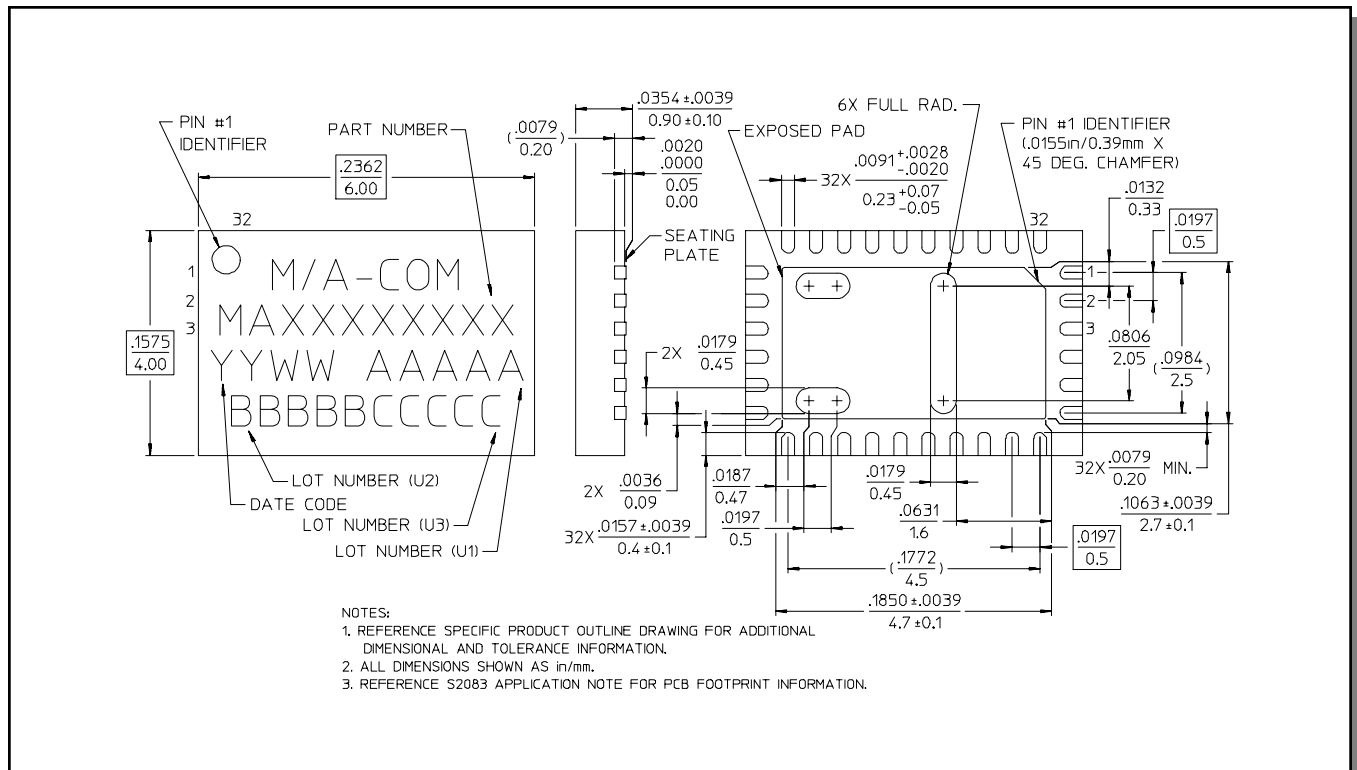 PIN #1
IDENTIFIER
PART NUMBER
.2362
6.00
32
1
2
3
.1575
4.00
M/A-COM
MAXXXXXXXXX
YYWW AAAAA
BBBBBCCCCC
LOT NUMBER (U2)
DATE CODE
LOT NUMBER (U3)
LOT NUMBER (U1)
.0354 ±.0039
0.90 ±0.10
(.0079
0.20)
.0020
.0000
0.05
0.00
SEATING
PLATE
EXPOSED PAD
6X FULL RAD.
PIN #1 IDENTIFIER
(.0155in/0.39mm X
45 DEG. CHAMFER)
32X .0091 +.0028
-.0020
0.23 +0.07
-0.05
32
.0132
0.33
.0197
0.5
1
2
3
2X .0179
0.45
.0806
2.05
(.0984
2.5)
2X .0036
0.09
32X .0157 ±.0039
0.4 ±0.1
.0187
0.47
.0197
0.5
.0179
0.45
.0631
1.6
32X .0079 MIN.
0.20
.1063 ±.0039
2.7 ±0.1
.0197
0.5
(.1772
4.5)
.1850 ±.0039
4.7 ±0.1
NOTES:
1. REFERENCE SPECIFIC PRODUCT OUTLINE DRAWING FOR ADDITIONAL
DIMENSIONAL AND TOLERANCE INFORMATION.
2. ALL DIMENSIONS SHOWN AS in/mm.
3. REFERENCE S2083 APPLICATION NOTE FOR PCB FOOTPRINT INFORMATION.